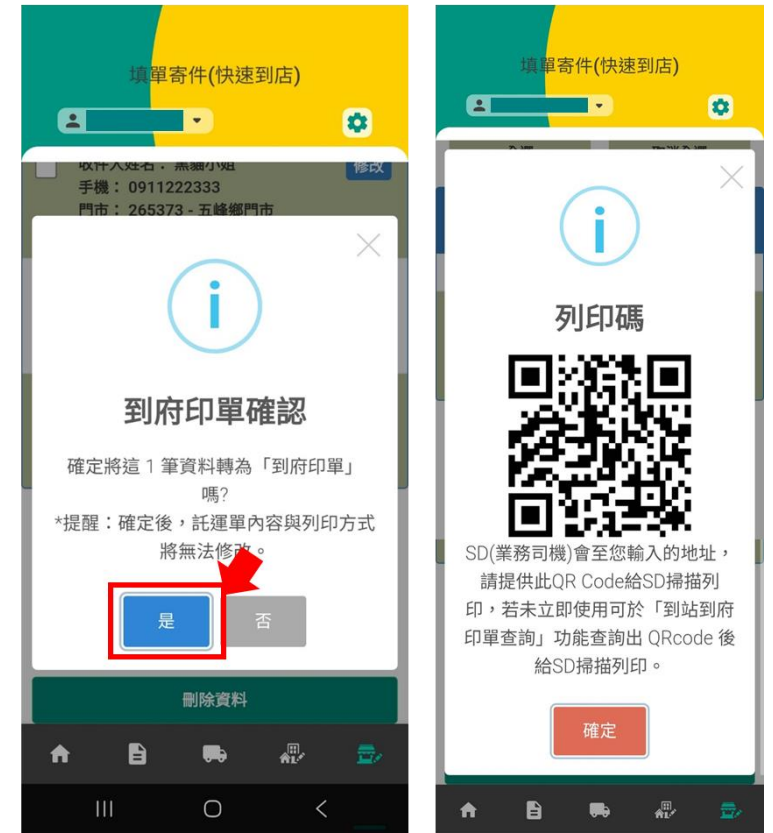 填單寄件(快速到店)
收件人姓名： 黑貓小姐
修改
手機： 0911222333
門市： 265373 - 五峰鄉門市
i
到府印單確認
確定將這 1 筆資料轉為「到府印單」
嗎?
*提醒：確定後，託運單內容與列印方式
將無法修改。
是
否
刪除資料
填單寄件(快速到店)
i
列印碼
SD(業務司機)會至您輸入的地址，
請提供此QR Code給SD掃描列
印，若未立即使用可於「到站到府
印單查詢」功能查詢出 QRcode 後
給SD掃描列印。
確定